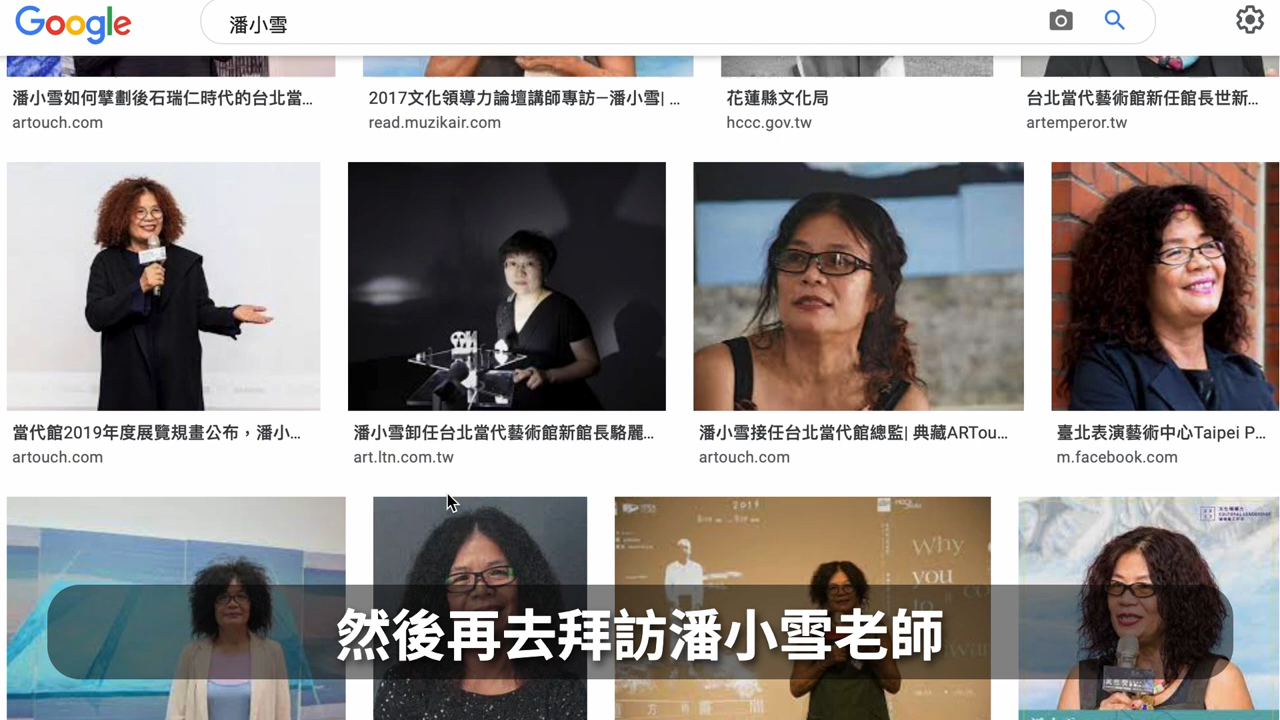 Google
潘小雪
潘小雪如何擘劃後石瑞仁時代的台北當...
artouch.com
2017文化領導力論壇講師專訪—潘小雪| ...
read.muzikair.com
花蓮縣文化局
hccc.gov.tw
台北當代藝術館新任館長世新...
artemperor.tw
當代館2019年度展覽規畫公布，潘小...
artouch.com
潘小雪卸任台北當代藝術館新館長駱麗...
art.ltn.com.tw
潘小雪接任台北當代館總監| 典藏ARTou...
artouch.com
臺北表演藝術中心Taipei P...
m.facebook.com
2019
Why
you
然後再去拜訪潘小雪老師